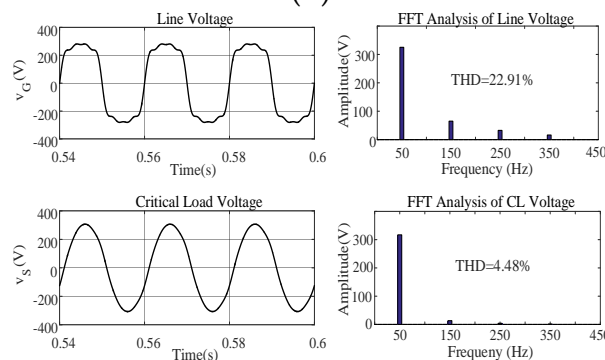 Line Voltage
400
200
0
-200
-400
v_G(V)
0.54
0.56
0.58
0.6
Time(s)
FFT Analysis of Line Voltage
300
200
100
0
Amplitude(V)
THD=22.91%
50
150
250
350
450
Frequency (Hz)
Critical Load Voltage
400
200
0
-200
-400
v_S(V)
0.54
0.56
0.58
0.6
Time(s)
FFT Analysis of CL Voltage
300
200
100
0
Amplitude(V)
THD=4.48%
50
150
250
350
450
Frequeny (Hz)